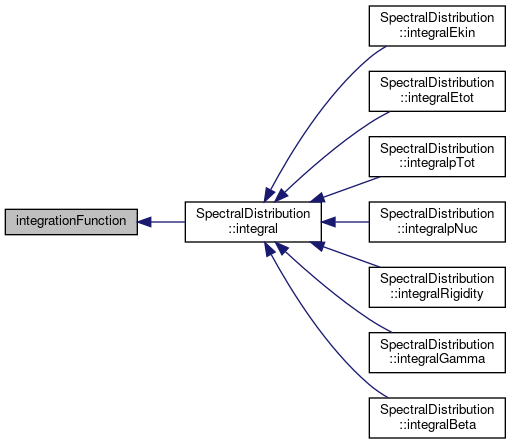 integrationFunction
SpectralDistribution
::integral
SpectralDistribution
::integralEkin
SpectralDistribution
::integralEtot
SpectralDistribution
::integralpTot
SpectralDistribution
::integralpNuc
SpectralDistribution
::integralRigidity
SpectralDistribution
::integralGamma
SpectralDistribution
::integralBeta